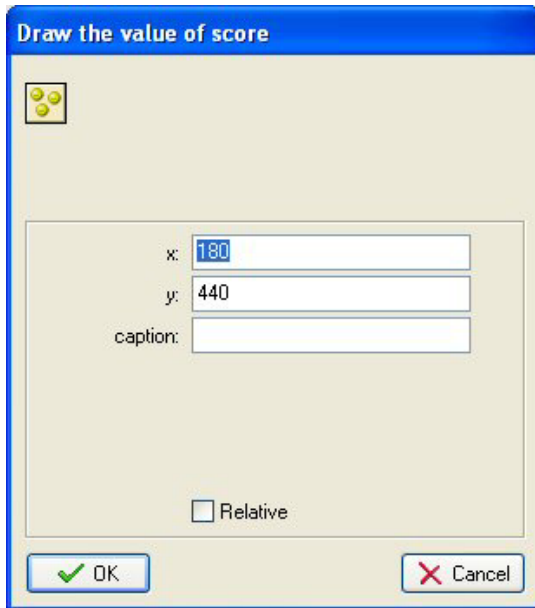 Draw the value of score
x: 180
y: 440
caption:
Relative
OK Cancel